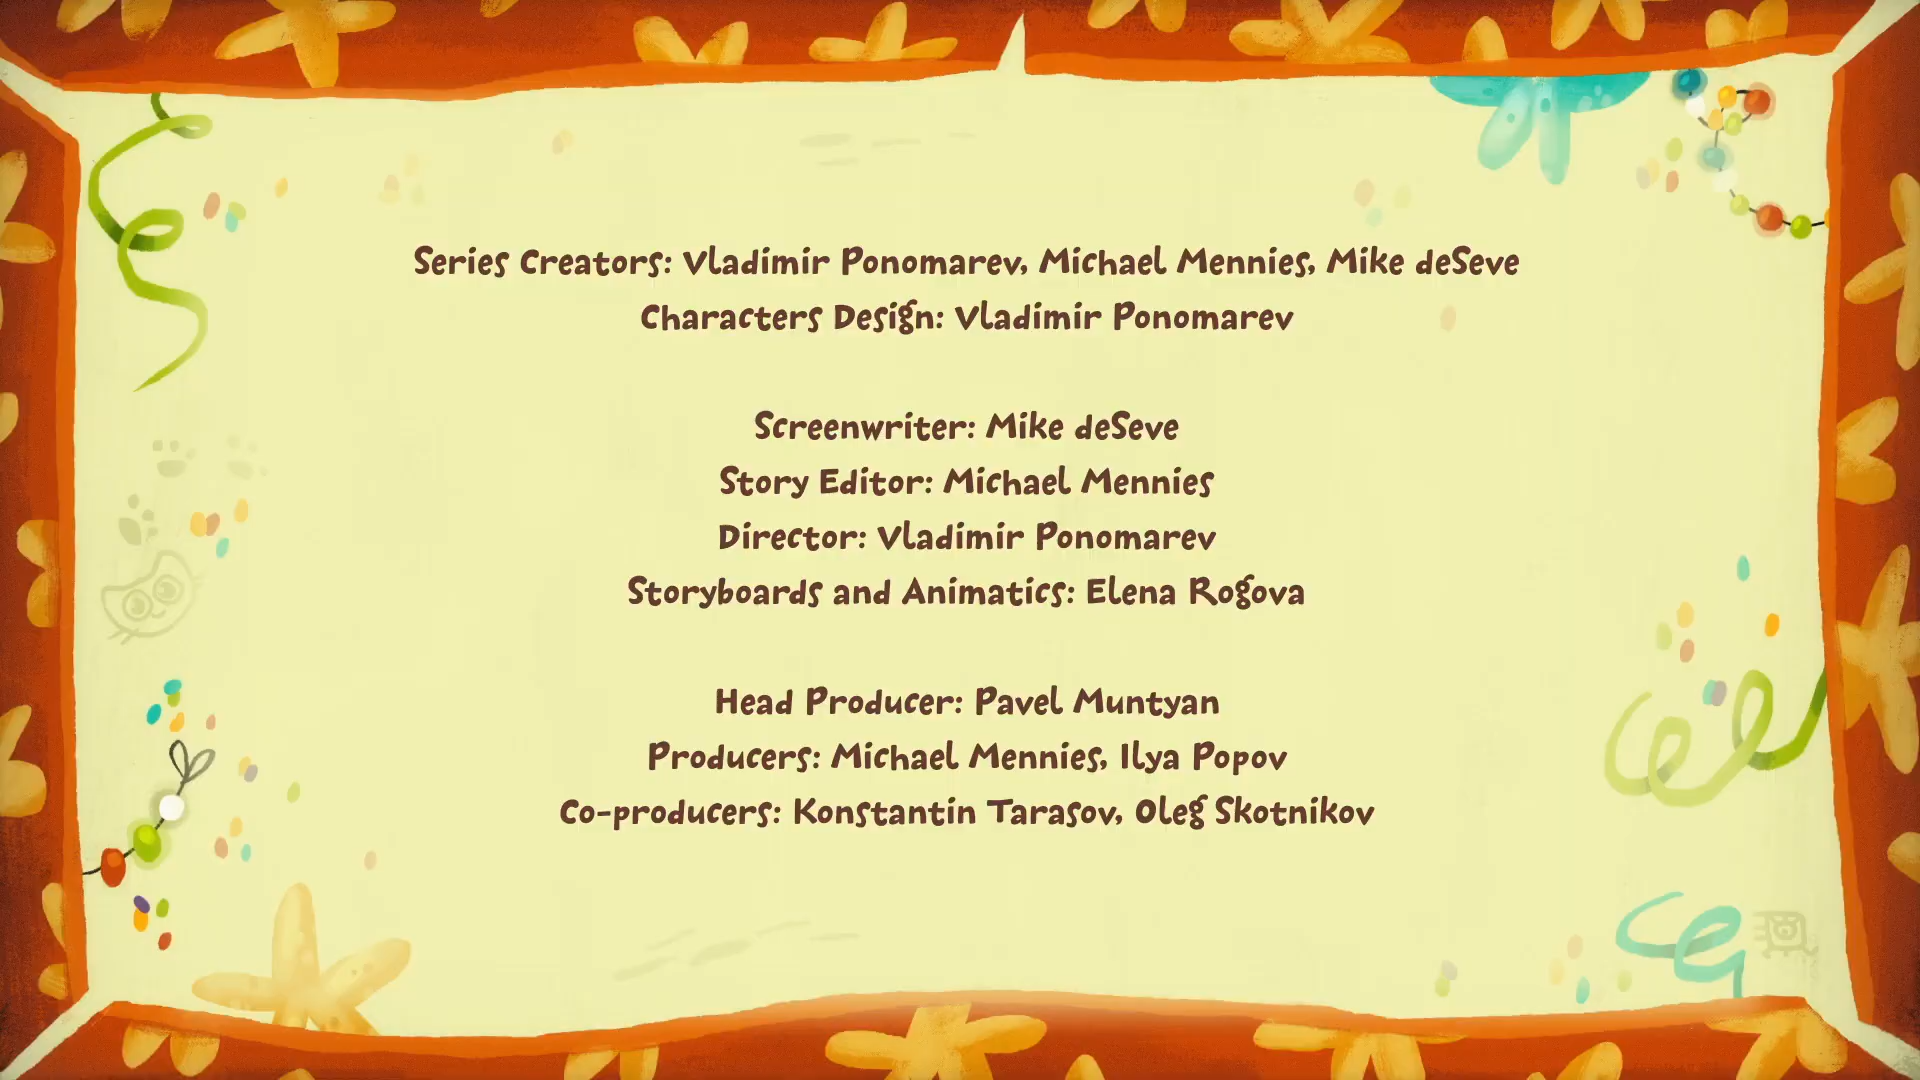 Series Creators: Vladimir Ponomarev, Michael Mennies, Mike deSeve
Characters Design: Vladimir Ponomarev
Screenwriter: Mike deSeve
Story Editor: Michael Mennies
Director: Vladimir Ponomarev
Storyboards and Animatics: Elena Rogova
Head Producer: Pavel Muntyan
Producers: Michael Mennies, Ilya Popov
Co-producers: Konstantin Tarasov, Oleg Skotnikov